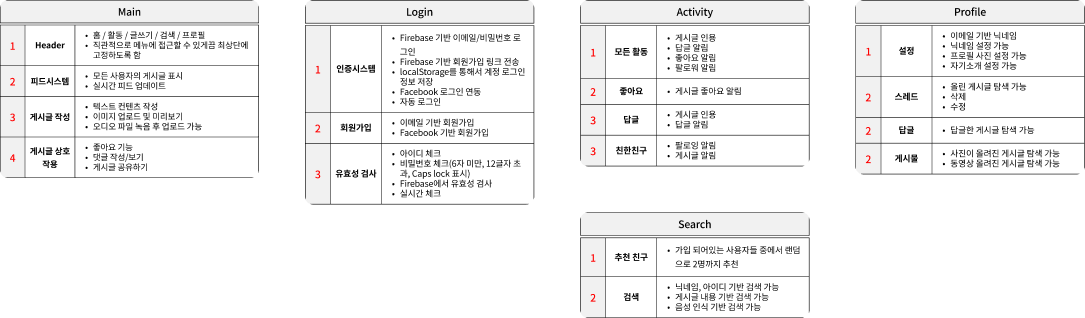 Main
1
Header
• 홈 / 활동 / 글쓰기 / 검색 / 프로필
• 직관적으로 메뉴에 접근할 수 있게끔 최상단에
고정하도록 함
2
피드시스템
• 모든 사용자의 게시글 표시
• 실시간 피드 업데이트
3
게시글 작성
• 텍스트 컨텐츠 작성
• 이미지 업로드 및 미리보기
• 오디오 파일 녹음 후 업로드 가능
4
게시글 상호
작용
• 좋아요 기능
• 댓글 작성/보기
• 게시글 공유하기
Login
1
인증시스템
• Firebase 기반 이메일/비밀번호 로
그인
• Firebase 기반 회원가입 링크 전송
• localStorage를 통해서 계정 로그인
정보 저장
• Facebook 로그인 연동
• 자동 로그인
2
회원가입
• 이메일 기반 회원가입
• Facebook 기반 회원가입
3
유효성 검사
• 아이디 체크
• 비밀번호 체크(6자 미만, 12글자 초
과, Caps lock 표시)
• Firebase에서 유효성 검사
• 실시간 체크
Activity
1
모든 활동
• 게시글 인용
• 답글 알림
• 좋아요 알림
• 팔로워 알림
2
좋아요
• 게시글 좋아요 알림
3
답글
• 게시글 인용
• 답글 알림
3
친한친구
• 팔로잉 알림
• 게시글 알림
Search
1
추천 친구
• 가입 되어있는 사용자들 중에서 랜덤
으로 2명까지 추천
2
검색
• 닉네임, 아이디 기반 검색 가능
• 게시글 내용 기반 검색 가능
• 음성 인식 기반 검색 가능
Profile
1
설정
• 이메일 기반 닉네임
• 닉네임 설정 가능
• 프로필 사진 설정 가능
• 자기소개 설정 가능
2
스레드
• 올린 게시글 탐색 가능
• 삭제
• 수정
2
답글
• 답글한 게시글 탐색 가능
2
게시물
• 사진이 올려진 게시글 탐색 가능
• 동영상 올려진 게시글 탐색 가능